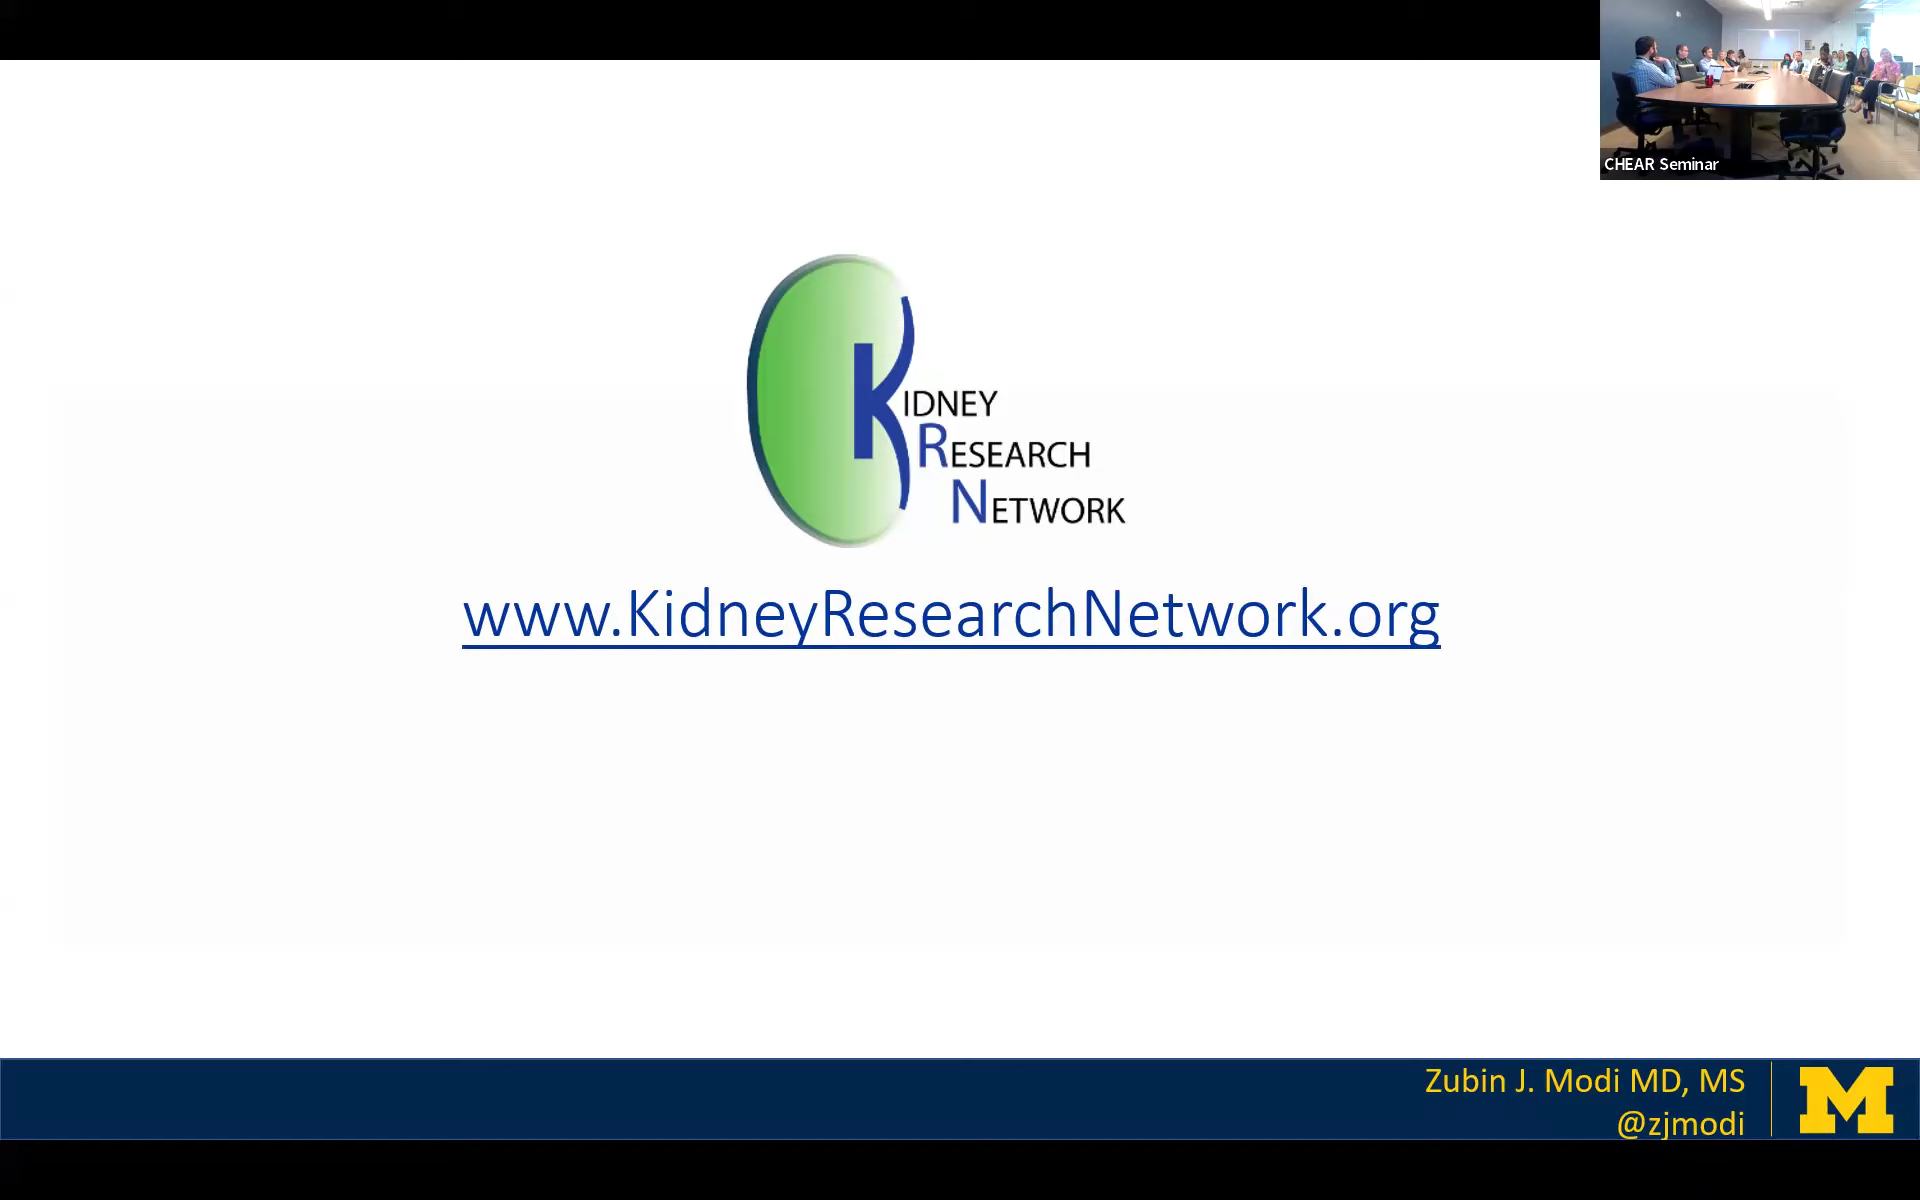 CHEAR Seminar
KIDNEY
RESEARCH
NETWORK
www.KidneyResearchNetwork.org
Zubin J. Modi MD, MS
@zjmodi
M